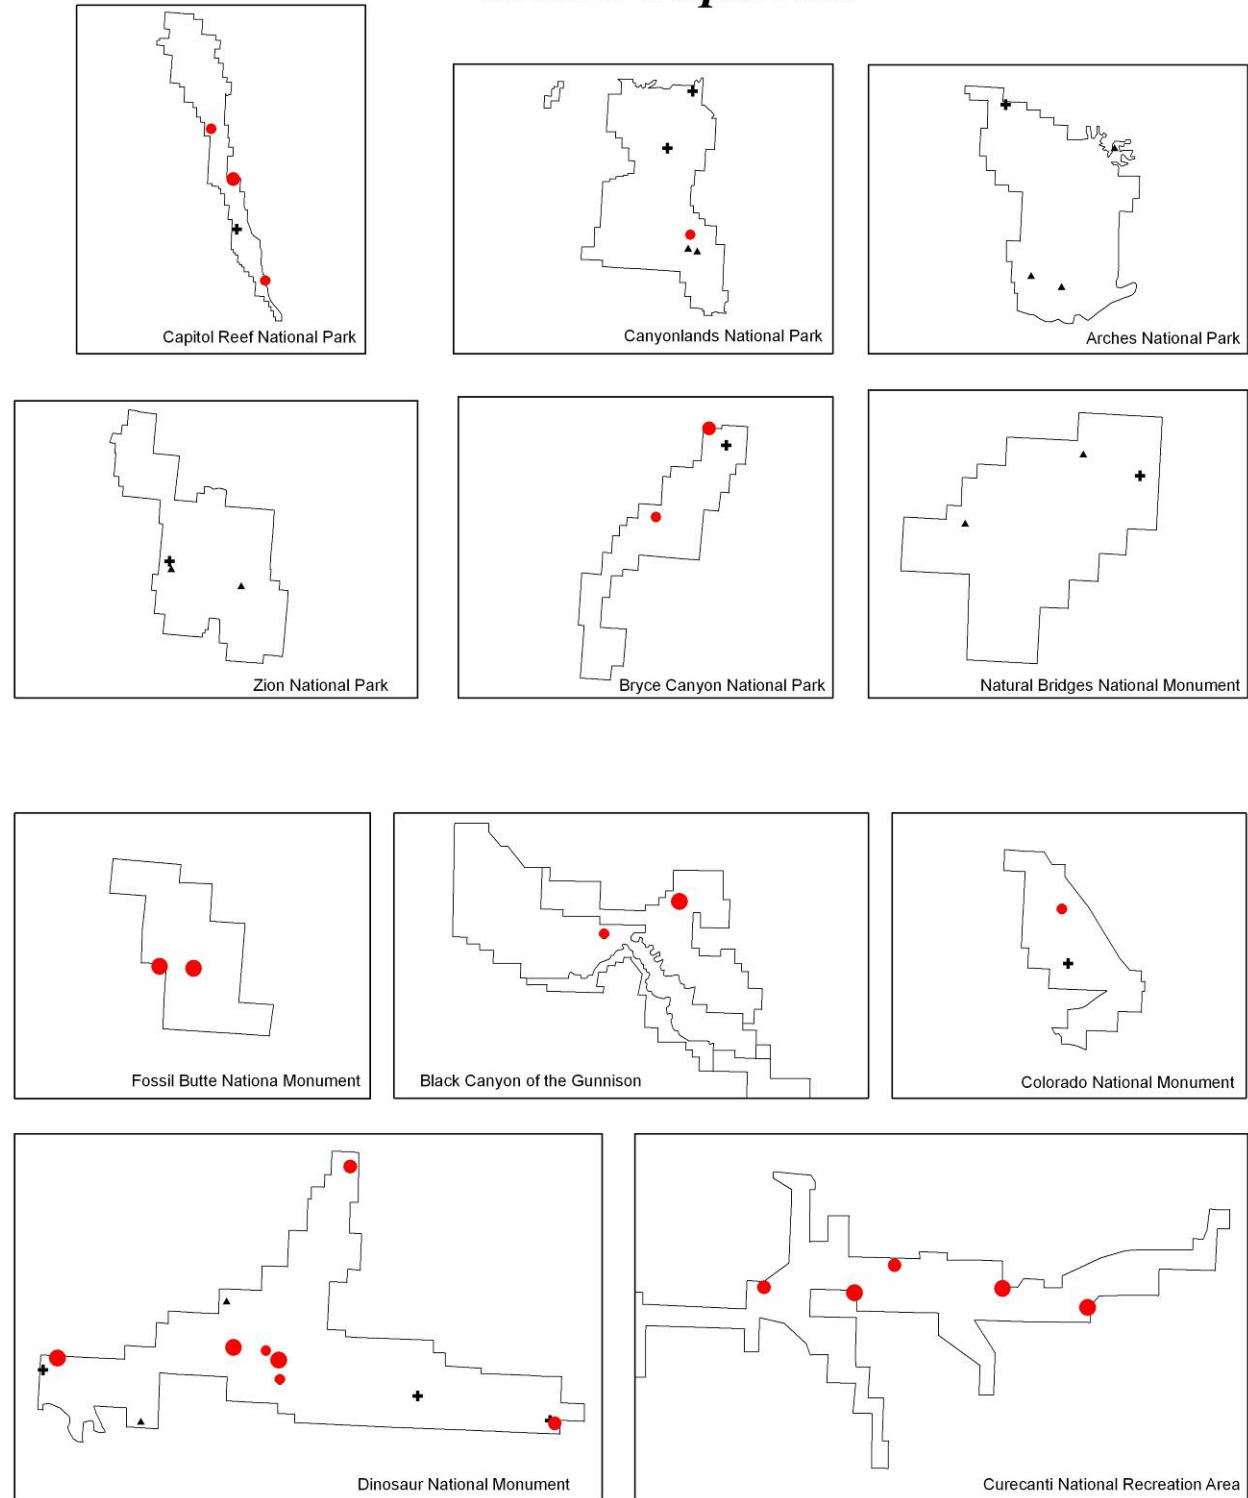 Capitol Reef National Park
Canyonlands National Park
Arches National Park
Zion National Park
Bryce Canyon National Park
Natural Bridges National Monument
Fossil Butte Nationa Monument
Black Canyon of the Gunnison
Colorado National Monument
Dinosaur National Monument
Curecanti National Recreation Area